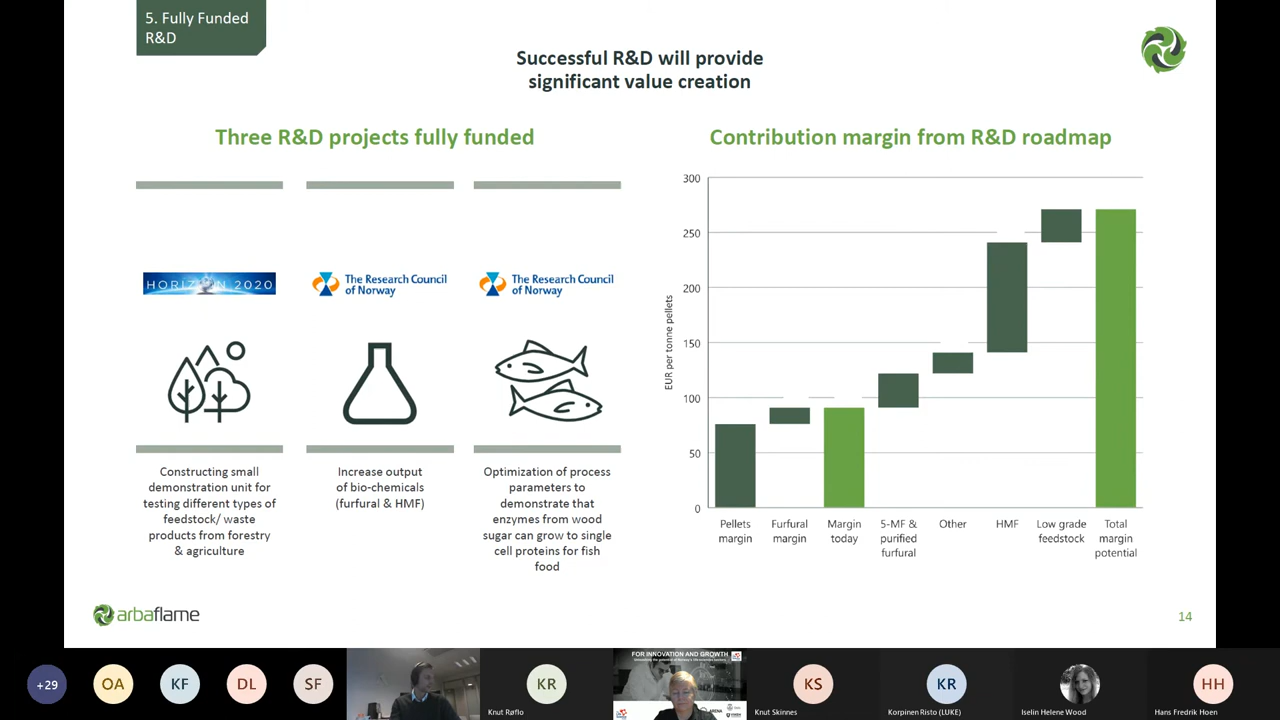 5. Fully Funded
R&D
Successful R&D will provide
significant value creation
Three R&D projects fully funded
HORIZON 2020
The Research Council
of Norway
The Research Council
of Norway
Constructing small
demonstration unit for
testing different types of
feedstock/ waste
products from forestry
& agriculture
Increase output
of bio-chemicals
(furfural & HMF)
Optimization of process
parameters to
demonstrate that
enzymes from wood
sugar can grow to single
cell proteins for fish
food
Contribution margin from R&D roadmap
EUR per tonne pellets
300
250
200
150
100
50
0
Pellets
margin
Furfural
margin
Margin
today
5-MF &
purified
furfural
Other
HMF
Low grade
feedstock
Total
margin
potential
arbaflame
14
+29
OA
KF
DL
SF
KR
Knut Røflo
FOR INNOVATION AND GROWTH
ARENA
KS
Knut Skinnes
KR
Korpinen Risto (LUKE)
Iselin Helene Wood
HH
Hans Fredrik Hoen